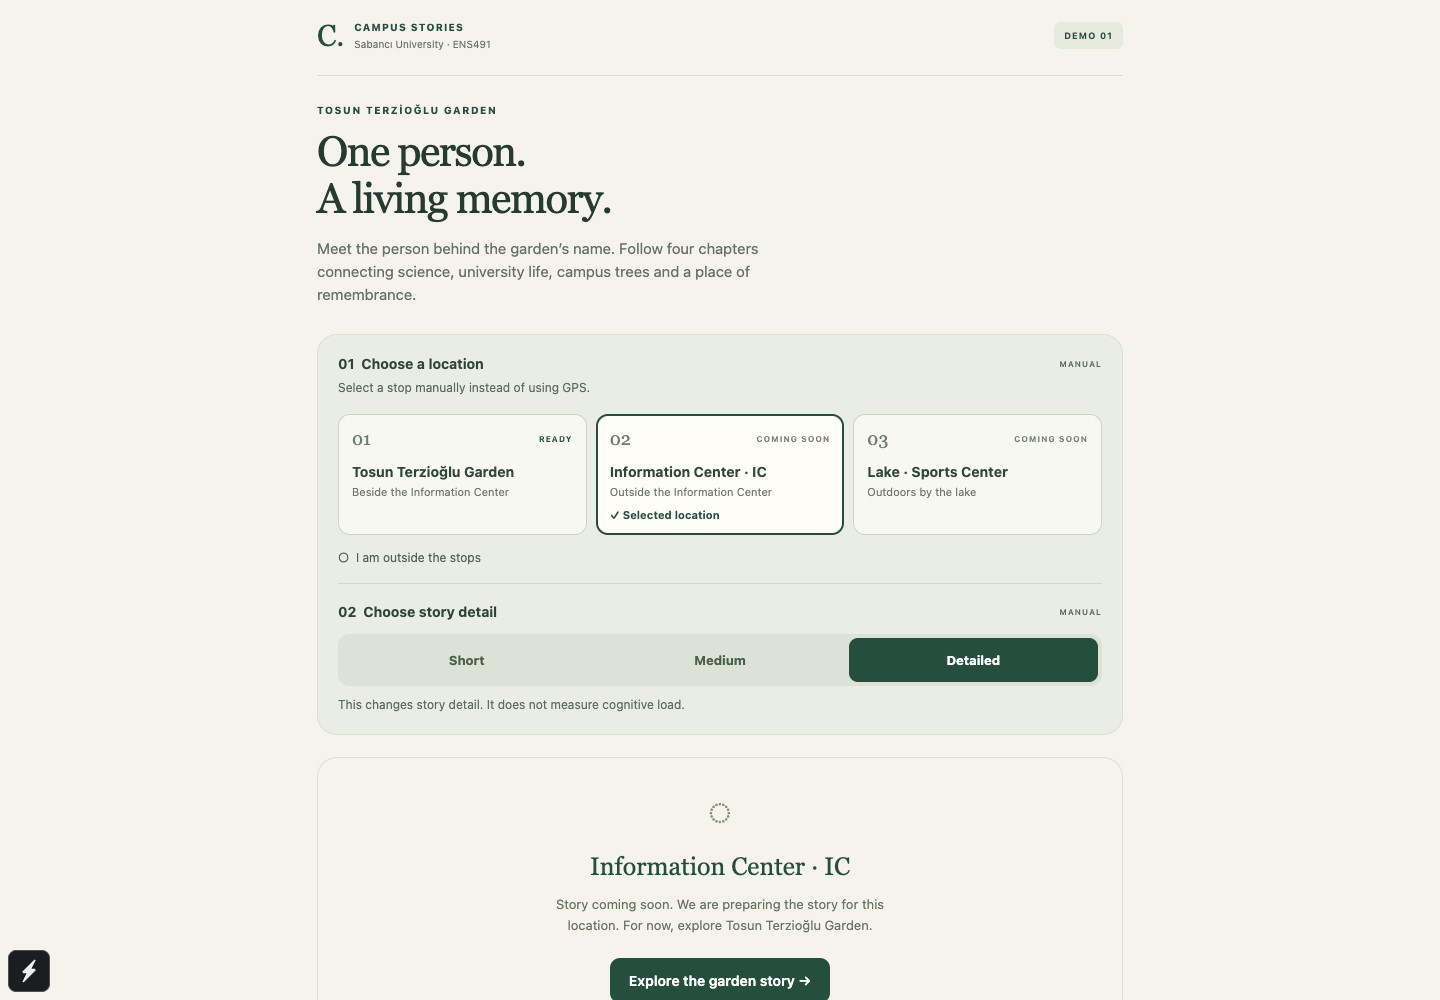 C.
CAMPUS STORIES
Sabancı University · ENS491
DEMO 01
TOSUN TERZİOĞLU GARDEN
One person.
A living memory.
Meet the person behind the garden’s name. Follow four chapters
connecting science, university life, campus trees and a place of
remembrance.
01 Choose a location
MANUAL
Select a stop manually instead of using GPS.
01
READY
Tosun Terzioğlu Garden
Beside the Information Center
02
COMING SOON
Information Center · IC
Outside the Information Center
✓ Selected location
03
COMING SOON
Lake · Sports Center
Outdoors by the lake
I am outside the stops
02 Choose story detail
MANUAL
Short
Medium
Detailed
This changes story detail. It does not measure cognitive load.
Information Center · IC
Story coming soon. We are preparing the story for this
location. For now, explore Tosun Terzioğlu Garden.
Explore the garden story →